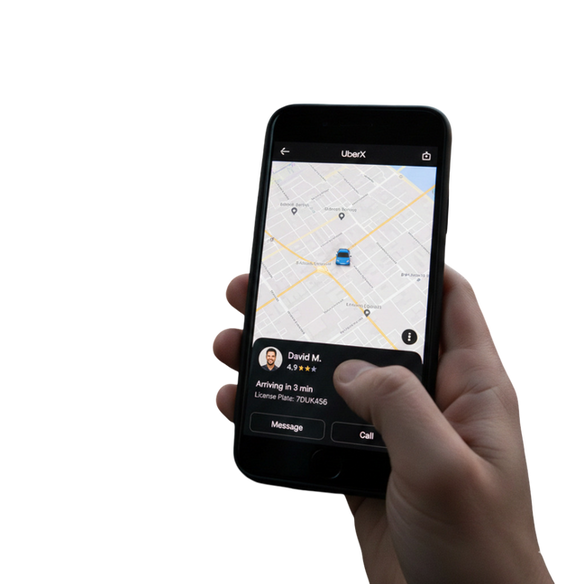 UberX
David M.
4,9
Arriving in 3 min
License Plate: 7DUK456
Message
Call